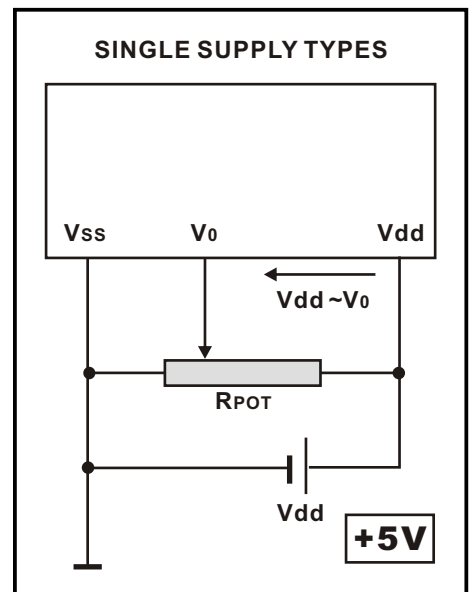 SINGLE SUPPLY TYPES
Vss V0 Vdd
Vdd ~V0
RPOT
Vdd
+5V